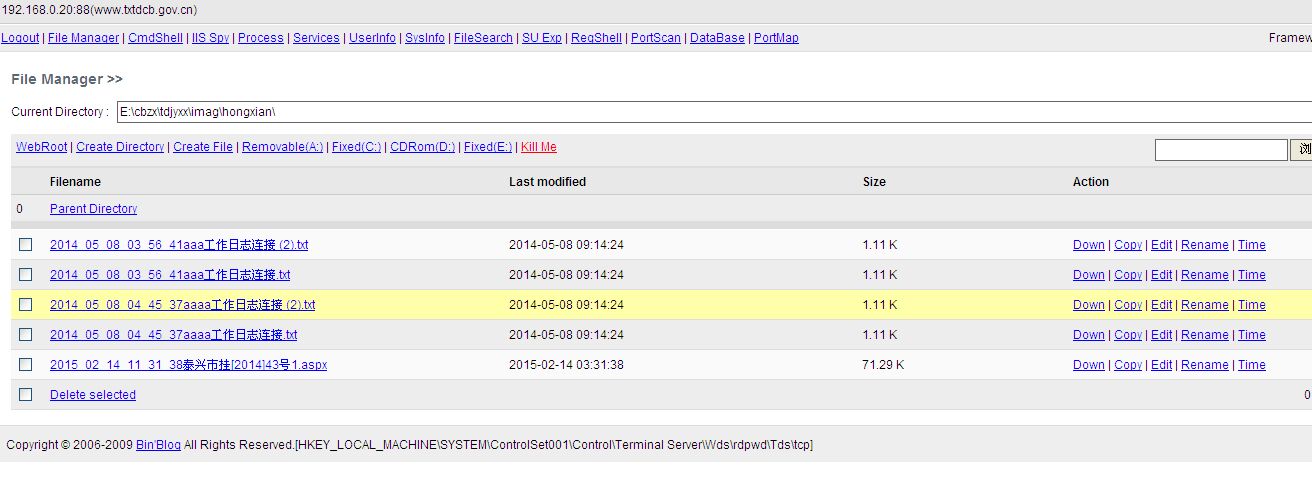 192.168.0.20:88(www.txtdcb.gov.cn)
Logout | File Manager | CmdShell | IIS Spy | Process | Services | UserInfo | SysInfo | FileSearch | SU Exp | RegShell | PortScan | DataBase | PortMap Framew
File Manager >>
Current Directory : E:\cbzx\tdjyxx\imag\hongxian\
WebRoot | Create Directory | Create File | Removable(A:) | Fixed(C:) | CDRom(D:) | Fixed(E:) | Kill Me 浏
Filename Last modified Size Action
0 Parent Directory
2014_05_08_03_56_41aaa工作日志连接 (2).txt 2014-05-08 09:14:24 1.11 K Down | Copy | Edit | Rename | Time
2014_05_08_03_56_41aaa工作日志连接.txt 2014-05-08 09:14:24 1.11 K Down | Copy | Edit | Rename | Time
2014_05_08_04_45_37aaaa工作日志连接 (2).txt 2014-05-08 09:14:24 1.11 K Down | Copy | Edit | Rename | Time
2014_05_08_04_45_37aaaa工作日志连接.txt 2014-05-08 09:14:24 1.11 K Down | Copy | Edit | Rename | Time
2015_02_14_11_31_38泰兴市挂[2014]43号1.aspx 2015-02-14 03:31:38 71.29 K Down | Copy | Edit | Rename | Time
Delete selected 0
Copyright © 2006-2009 Bin'Blog All Rights Reserved.[HKEY_LOCAL_MACHINE\SYSTEM\ControlSet001\Control\Terminal Server\Wds\rdpwd\Tds\tcp]